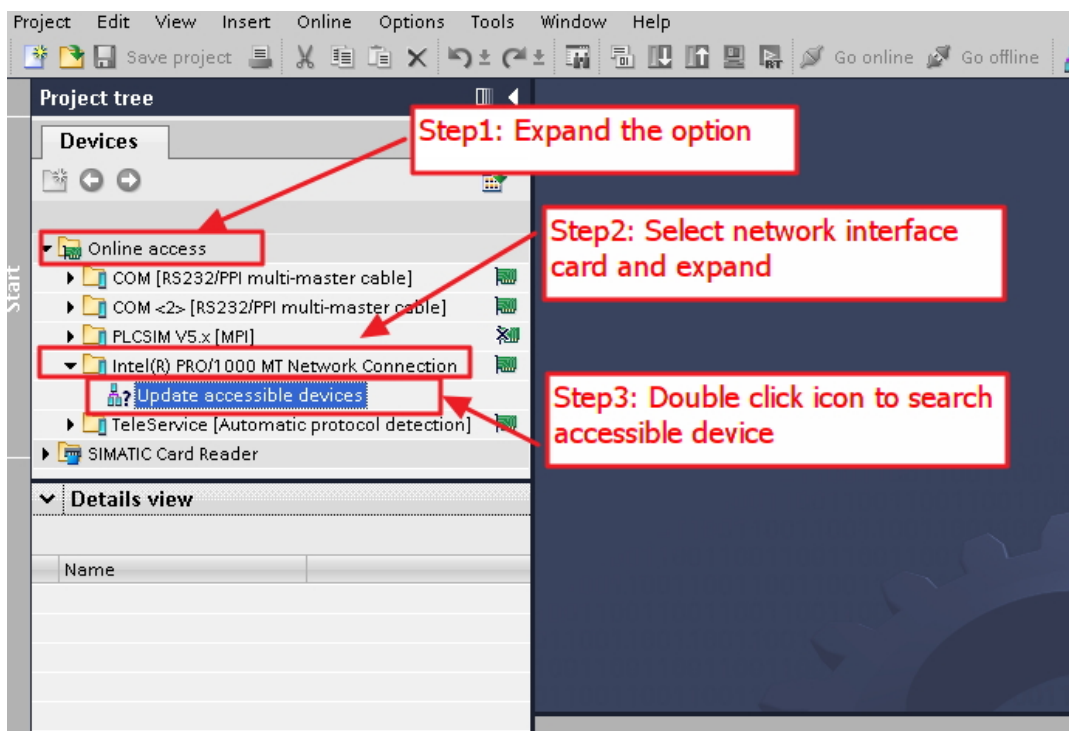 Project Edit View Insert Online Options Tools Window Help
Save project Go online Go offline
Project tree
Devices
Step1: Expand the option
Start
Online access
COM [RS232/PPI multi-master cable]
COM <2> [RS232/PPI multi-master cable]
PLCSIM V5.x [MPI]
Intel(R) PRO/1000 MT Network Connection
Update accessible devices
TeleService [Automatic protocol detection]
SIMATIC Card Reader
Step2: Select network interface
card and expand
Step3: Double click icon to search
accessible device
Details view
Name